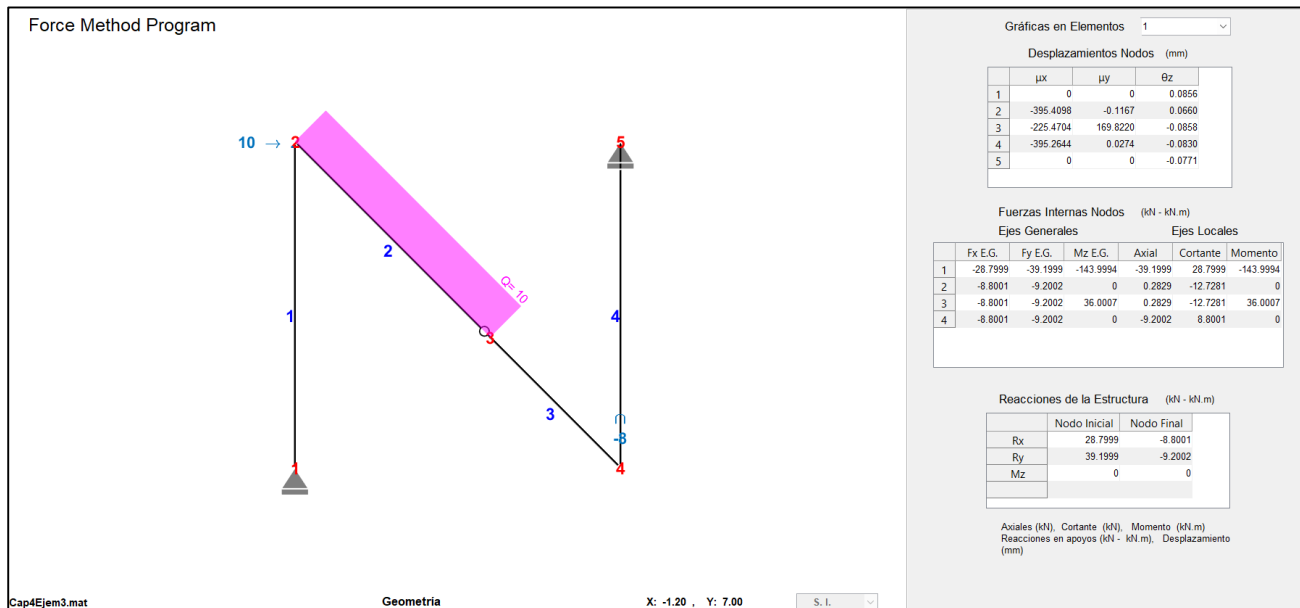 Force Method Program
10 →
2
5
2
Q= 10
1
4
3
3
-8
1
4
Cap4Ejem3.mat
Geometría
X: -1.20 , Y: 7.00
S. I.
Gráficas en Elementos 1
Desplazamientos Nodos (mm)
μx μy θz
1 0 0 0.0856
2 -395.4098 -0.1167 0.0660
3 -225.4704 169.8220 -0.0858
4 -395.2644 0.0274 -0.0830
5 0 0 -0.0771
Fuerzas Internas Nodos (kN - kN.m)
Ejes Generales Ejes Locales
Fx E.G. Fy E.G. Mz E.G. Axial Cortante Momento
1 -28.7999 -39.1999 -143.9994 -39.1999 28.7999 -143.9994
2 -8.8001 -9.2002 0 0.2829 -12.7281 0
3 -8.8001 -9.2002 36.0007 0.2829 -12.7281 36.0007
4 -8.8001 -9.2002 0 -9.2002 8.8001 0
Reacciones de la Estructura (kN - kN.m)
Nodo Inicial Nodo Final
Rx 28.7999 -8.8001
Ry 39.1999 -9.2002
Mz 0 0
Axiales (kN), Cortante (kN), Momento (kN.m)
Reacciones en apoyos (kN - kN.m), Desplazamiento
(mm)